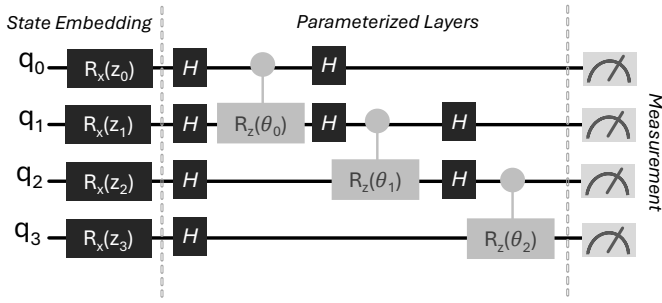 State Embedding
Parameterized Layers
q0 Rx(z0) H H
q1 Rx(z1) H Rz(θ0) H H
q2 Rx(z2) H Rz(θ1) H
q3 Rx(z3) H Rz(θ2)
Measurement